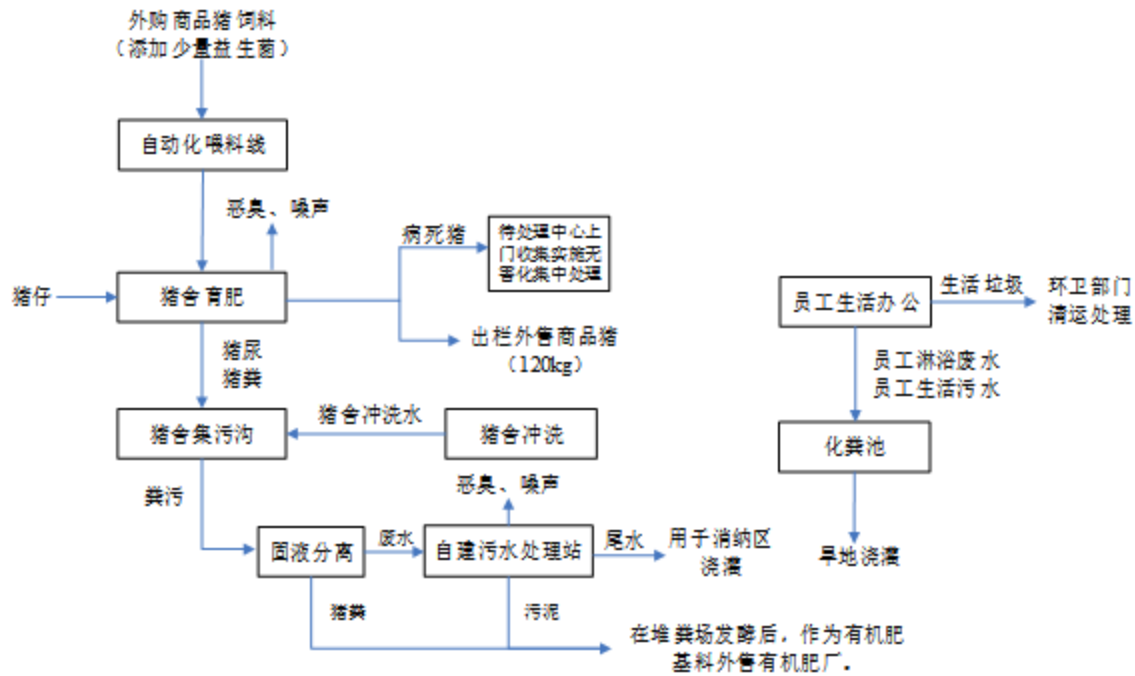 外购商品猪饲料
（添加少量益生菌）
自动化喂料线
恶臭、噪声
病死猪
待处理中心上
门收集实施无
害化集中处理
猪仔
猪舍育肥
出栏外售商品猪
（120kg）
员工生活办公
生活垃圾
环卫部门
清运处理
猪尿
猪粪
员工淋浴废水
员工生活污水
猪舍集污沟
猪舍冲洗水
猪舍冲洗
化粪池
粪污
恶臭、噪声
固液分离
废水
自建污水处理站
尾水
用于消纳区
浇灌
旱地浇灌
猪粪
污泥
在堆粪场发酵后，作为有机肥
基料外售有机肥厂。